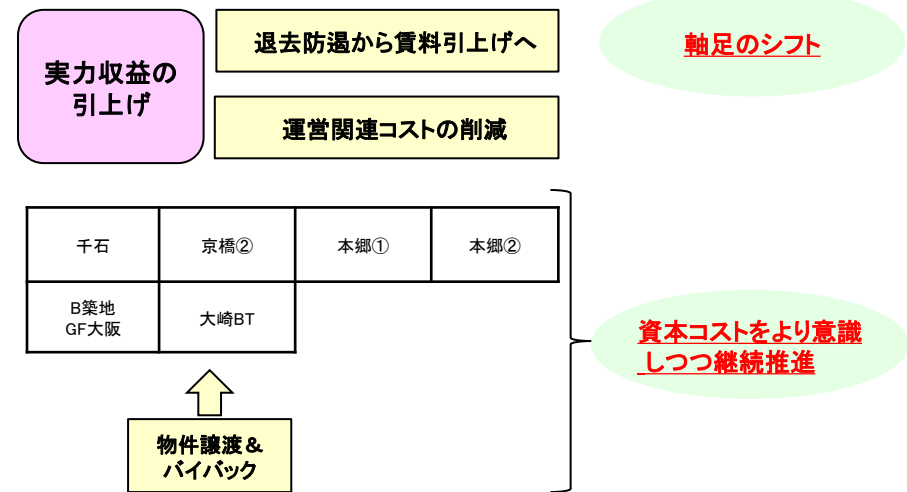 実力収益の
引上げ
退去防遏から賃料引上げへ
運営関連コストの削減
軸足のシフト
千石
京橋②
本郷①
本郷②
B築地
GF大阪
大崎BT
物件譲渡＆
バイバック
資本コストをより意識
しつつ継続推進